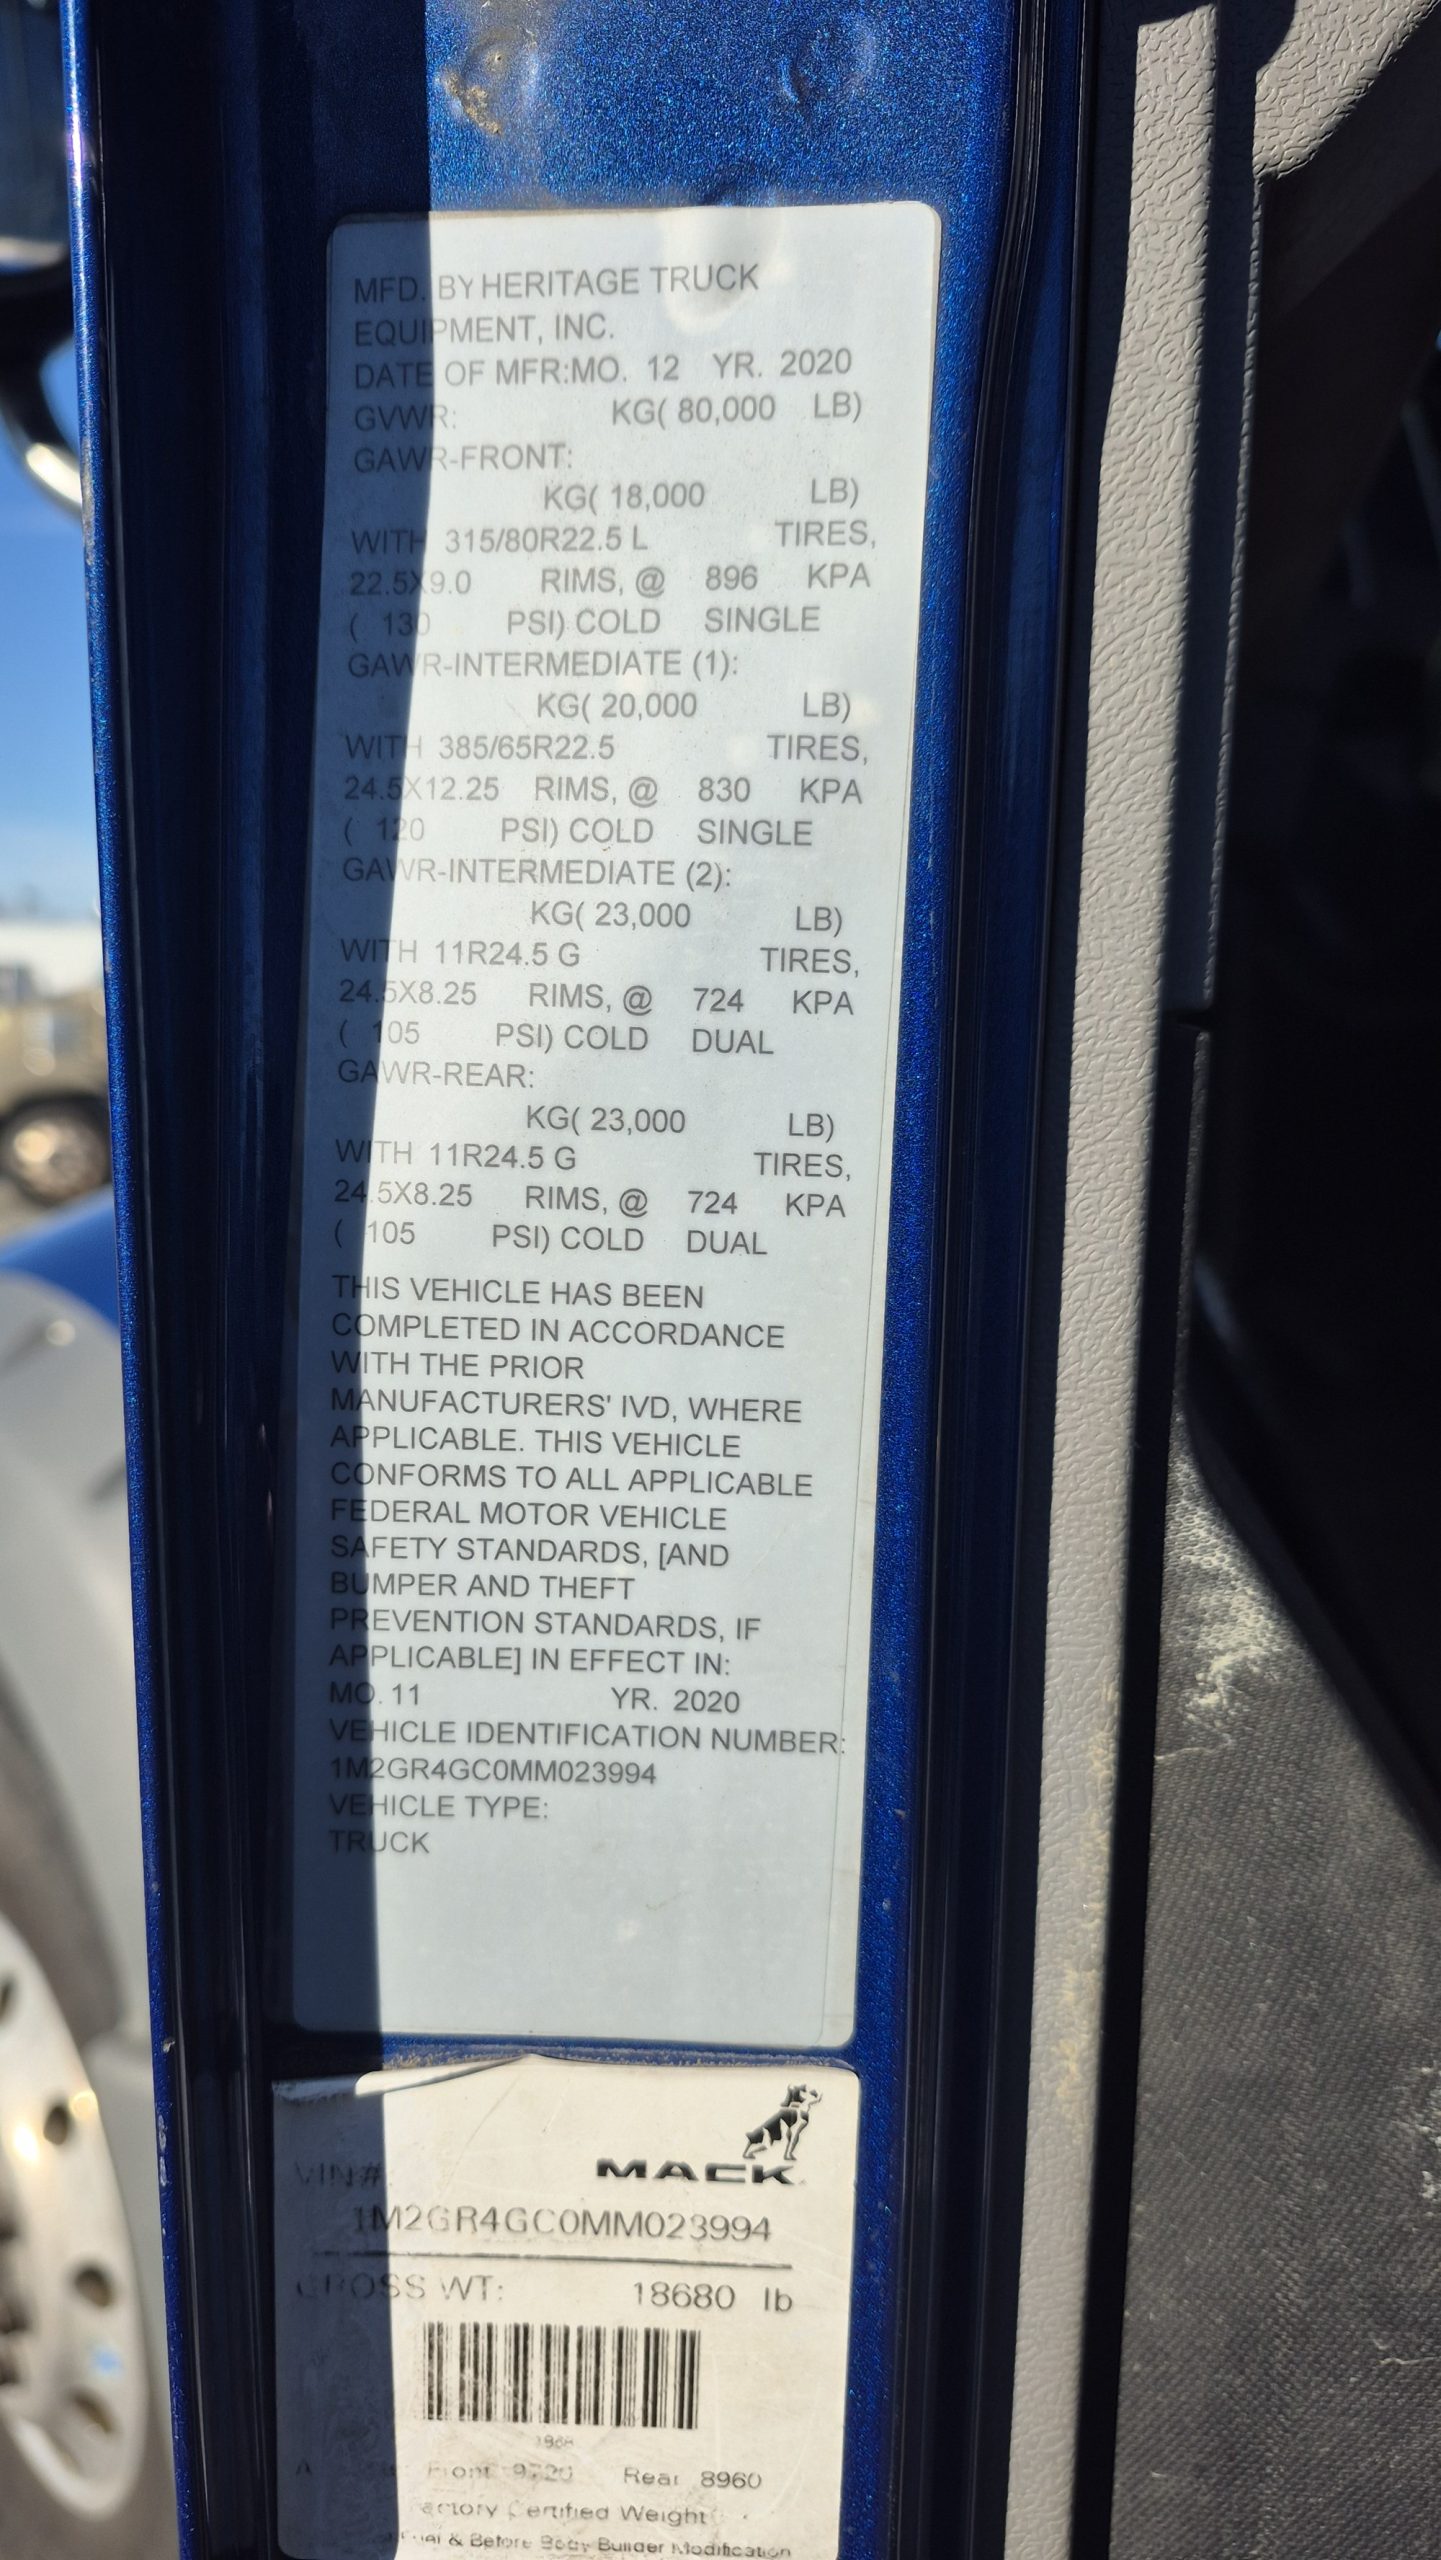 MFD. BY HERITAGE TRUCK
EQUIPMENT, INC.
DATE OF MFR:MO. 12 YR. 2020
GVWR: KG( 80,000 LB)
GAWR-FRONT:
KG( 18,000 LB)
WITH 315/80R22.5 L TIRES,
22.5X9.0 RIMS, @ 896 KPA
( 130 PSI) COLD SINGLE
GAWR-INTERMEDIATE (1):
KG( 20,000 LB)
WITH 385/65R22.5 TIRES,
24.5X12.25 RIMS, @ 830 KPA
( 120 PSI) COLD SINGLE
GAWR-INTERMEDIATE (2):
KG( 23,000 LB)
WITH 11R24.5 G TIRES,
24.5X8.25 RIMS, @ 724 KPA
( 105 PSI) COLD DUAL
GAWR-REAR:
KG( 23,000 LB)
WITH 11R24.5 G TIRES,
24.5X8.25 RIMS, @ 724 KPA
( 105 PSI) COLD DUAL
THIS VEHICLE HAS BEEN
COMPLETED IN ACCORDANCE
WITH THE PRIOR
MANUFACTURERS' IVD, WHERE
APPLICABLE. THIS VEHICLE
CONFORMS TO ALL APPLICABLE
FEDERAL MOTOR VEHICLE
SAFETY STANDARDS, [AND
BUMPER AND THEFT
PREVENTION STANDARDS, IF
APPLICABLE] IN EFFECT IN:
MO. 11 YR. 2020
VEHICLE IDENTIFICATION NUMBER:
1M2GR4GC0MM023994
VEHICLE TYPE:
TRUCK
MACK
VIN#:
1M2GR4GC0MM023994
GROSS WT: 18680 lb
Front 9720 Rear 8960
Factory Certified Weight
Fuel & Before Body Builder Modification